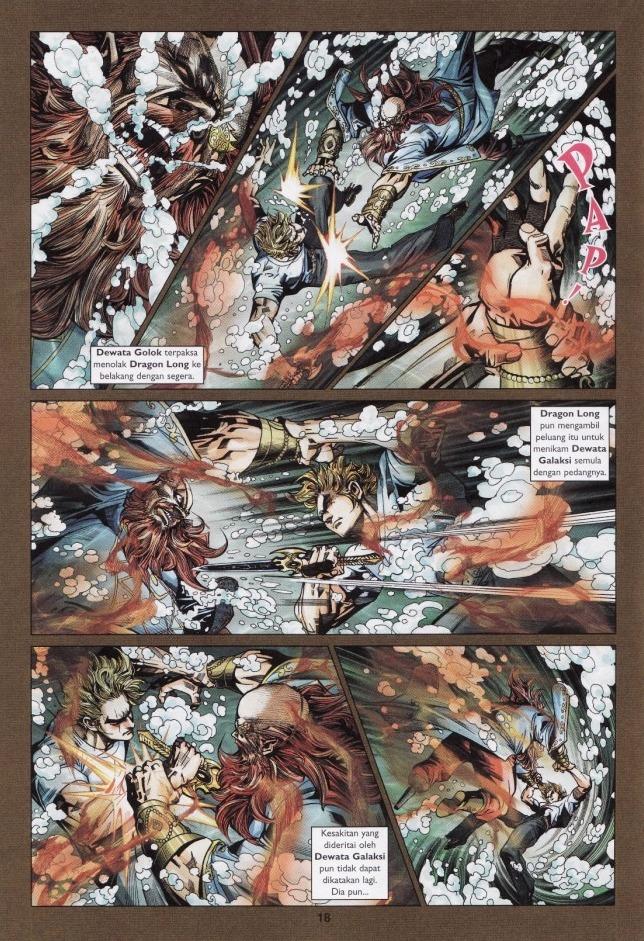 PAP!
Dewata Golok terpaksa
menolak Dragon Long ke
belakang dengan segera.
Dragon Long
pun mengambil
peluang itu untuk
menikam Dewata
Galaksi semula
dengan pedangnya.
Kesakitan yang
dideritai oleh
Dewata Galaksi
pun tidak dapat
dikatakan lagi.
Dia pun...
18